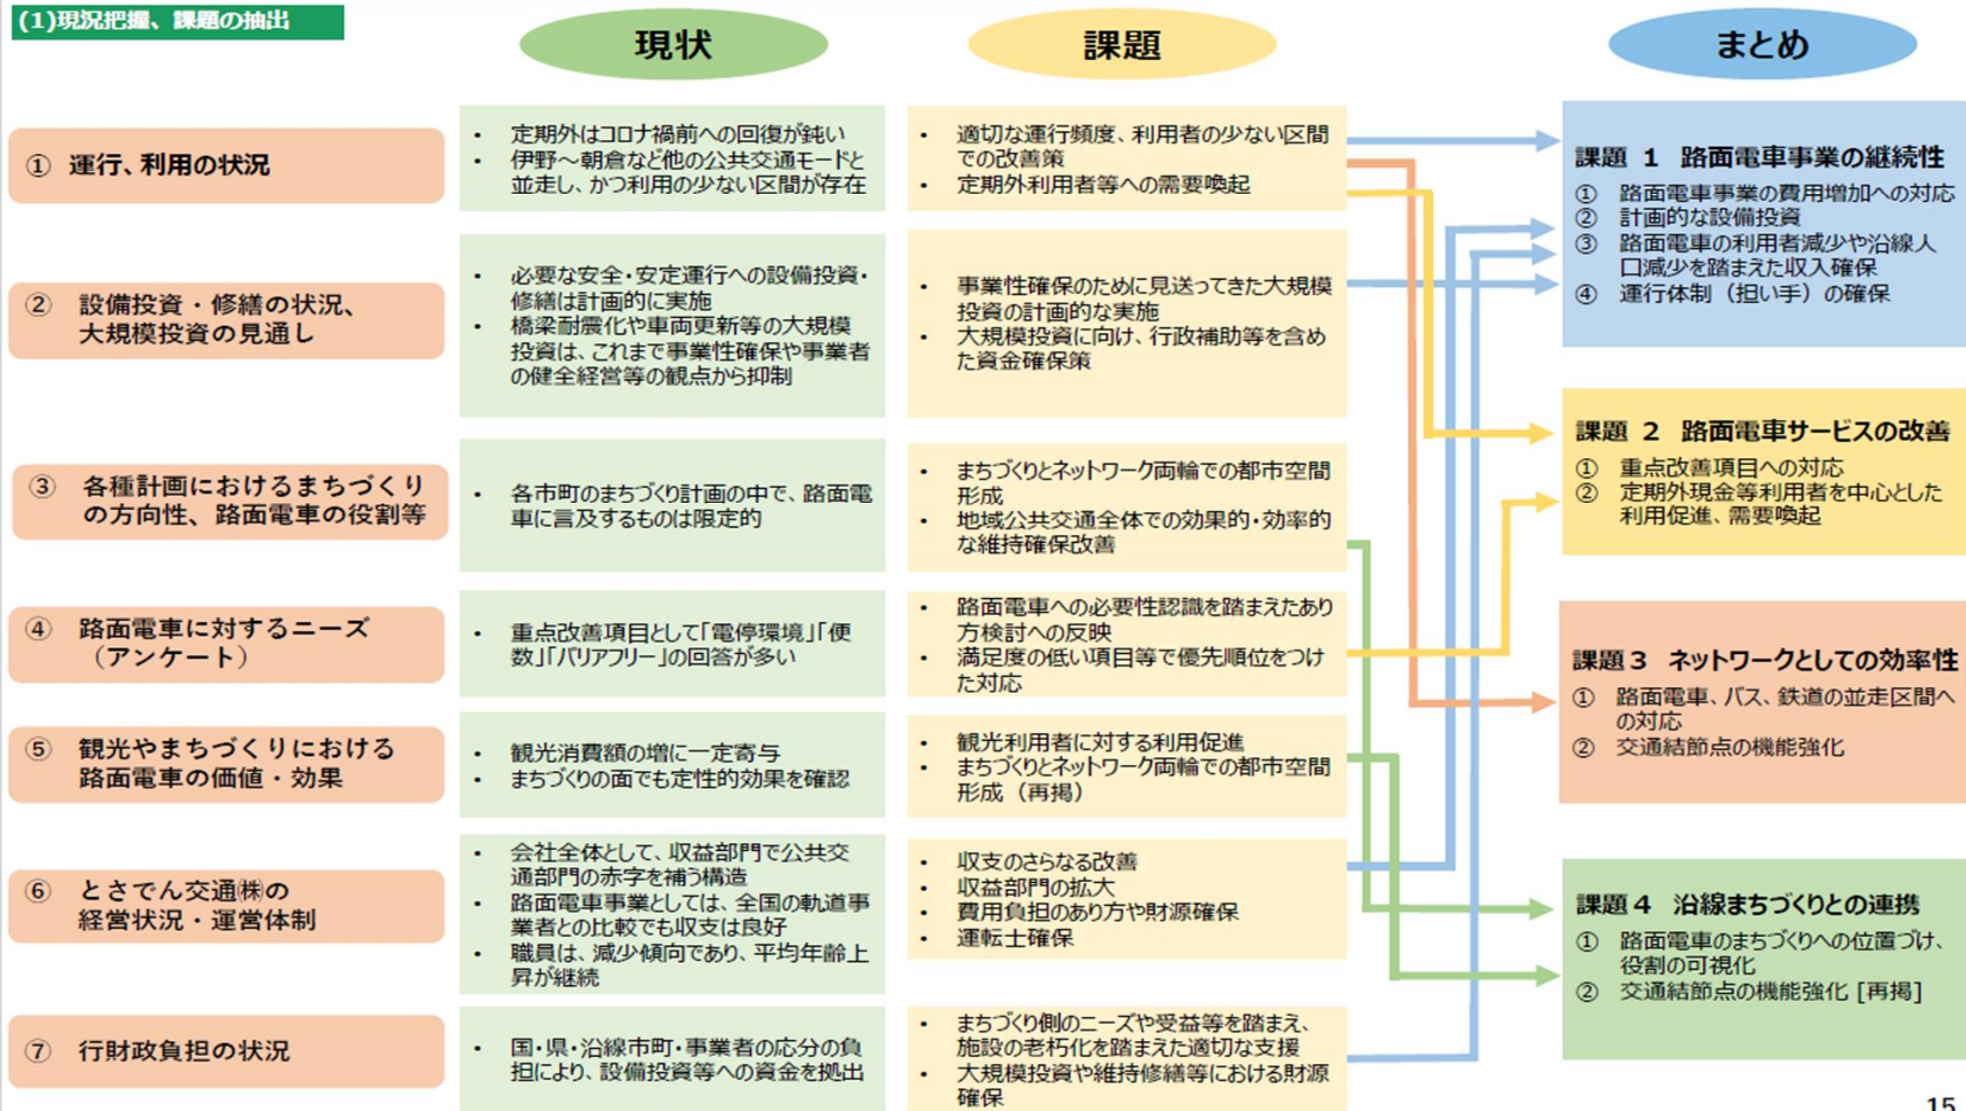 (1)現況把握、課題の抽出
現状
課題
まとめ
① 運行、利用の状況
・ 定期外はコロナ禍前への回復が鈍い
・ 伊野～朝倉など他の公共交通モードと
並走し、かつ利用の少ない区間が存在
・ 適切な運行頻度、利用者の少ない区間
での改善策
・ 定期外利用者等への需要喚起
② 設備投資・修繕の状況、
大規模投資の見通し
・ 必要な安全・安定運行への設備投資・
修繕は計画的に実施
・ 橋梁耐震化や車両更新等の大規模
投資は、これまで事業性確保や事業者
の健全経営等の観点から抑制
・ 事業性確保のために見送ってきた大規模
投資の計画的な実施
・ 大規模投資に向け、行政補助等を含め
た資金確保策
③ 各種計画におけるまちづくり
の方向性、路面電車の役割等
・ 各市町のまちづくり計画の中で、路面電
車に言及するものは限定的
・ まちづくりとネットワーク両輪での都市空間
形成
・ 地域公共交通全体での効果的・効率的
な維持確保改善
④ 路面電車に対するニーズ
（アンケート）
・ 重点改善項目として「電停環境」「便
数」「バリアフリー」の回答が多い
・ 路面電車への必要性認識を踏まえたあり
方検討への反映
・ 満足度の低い項目等で優先順位をつけ
た対応
⑤ 観光やまちづくりにおける
路面電車の価値・効果
・ 観光消費額の増に一定寄与
・ まちづくりの面でも定性的効果を確認
・ 観光利用者に対する利用促進
・ まちづくりとネットワーク両輪での都市空間
形成（再掲）
⑥ とさでん交通㈱の
経営状況・運営体制
・ 会社全体として、収益部門で公共交
通部門の赤字を補う構造
・ 路面電車事業としては、全国の軌道事
業者との比較でも収支は良好
・ 職員は、減少傾向であり、平均年齢上
昇が継続
・ 収支のさらなる改善
・ 収益部門の拡大
・ 費用負担のあり方や財源確保
・ 運転士確保
⑦ 行財政負担の状況
・ 国・県・沿線市町・事業者の応分の負
担により、設備投資等への資金を拠出
・ まちづくり側のニーズや受益等を踏まえ、
施設の老朽化を踏まえた適切な支援
・ 大規模投資や維持修繕等における財源
確保
課題 1 路面電車事業の継続性
① 路面電車事業の費用増加への対応
② 計画的な設備投資
③ 路面電車の利用者減少や沿線人
口減少を踏まえた収入確保
④ 運行体制（担い手）の確保
課題 2 路面電車サービスの改善
① 重点改善項目への対応
② 定期外現金等利用者を中心とした
利用促進、需要喚起
課題3 ネットワークとしての効率性
① 路面電車、バス、鉄道の並走区間へ
の対応
② 交通結節点の機能強化
課題4 沿線まちづくりとの連携
① 路面電車のまちづくりへの位置づけ、
役割の可視化
② 交通結節点の機能強化 [再掲]
15